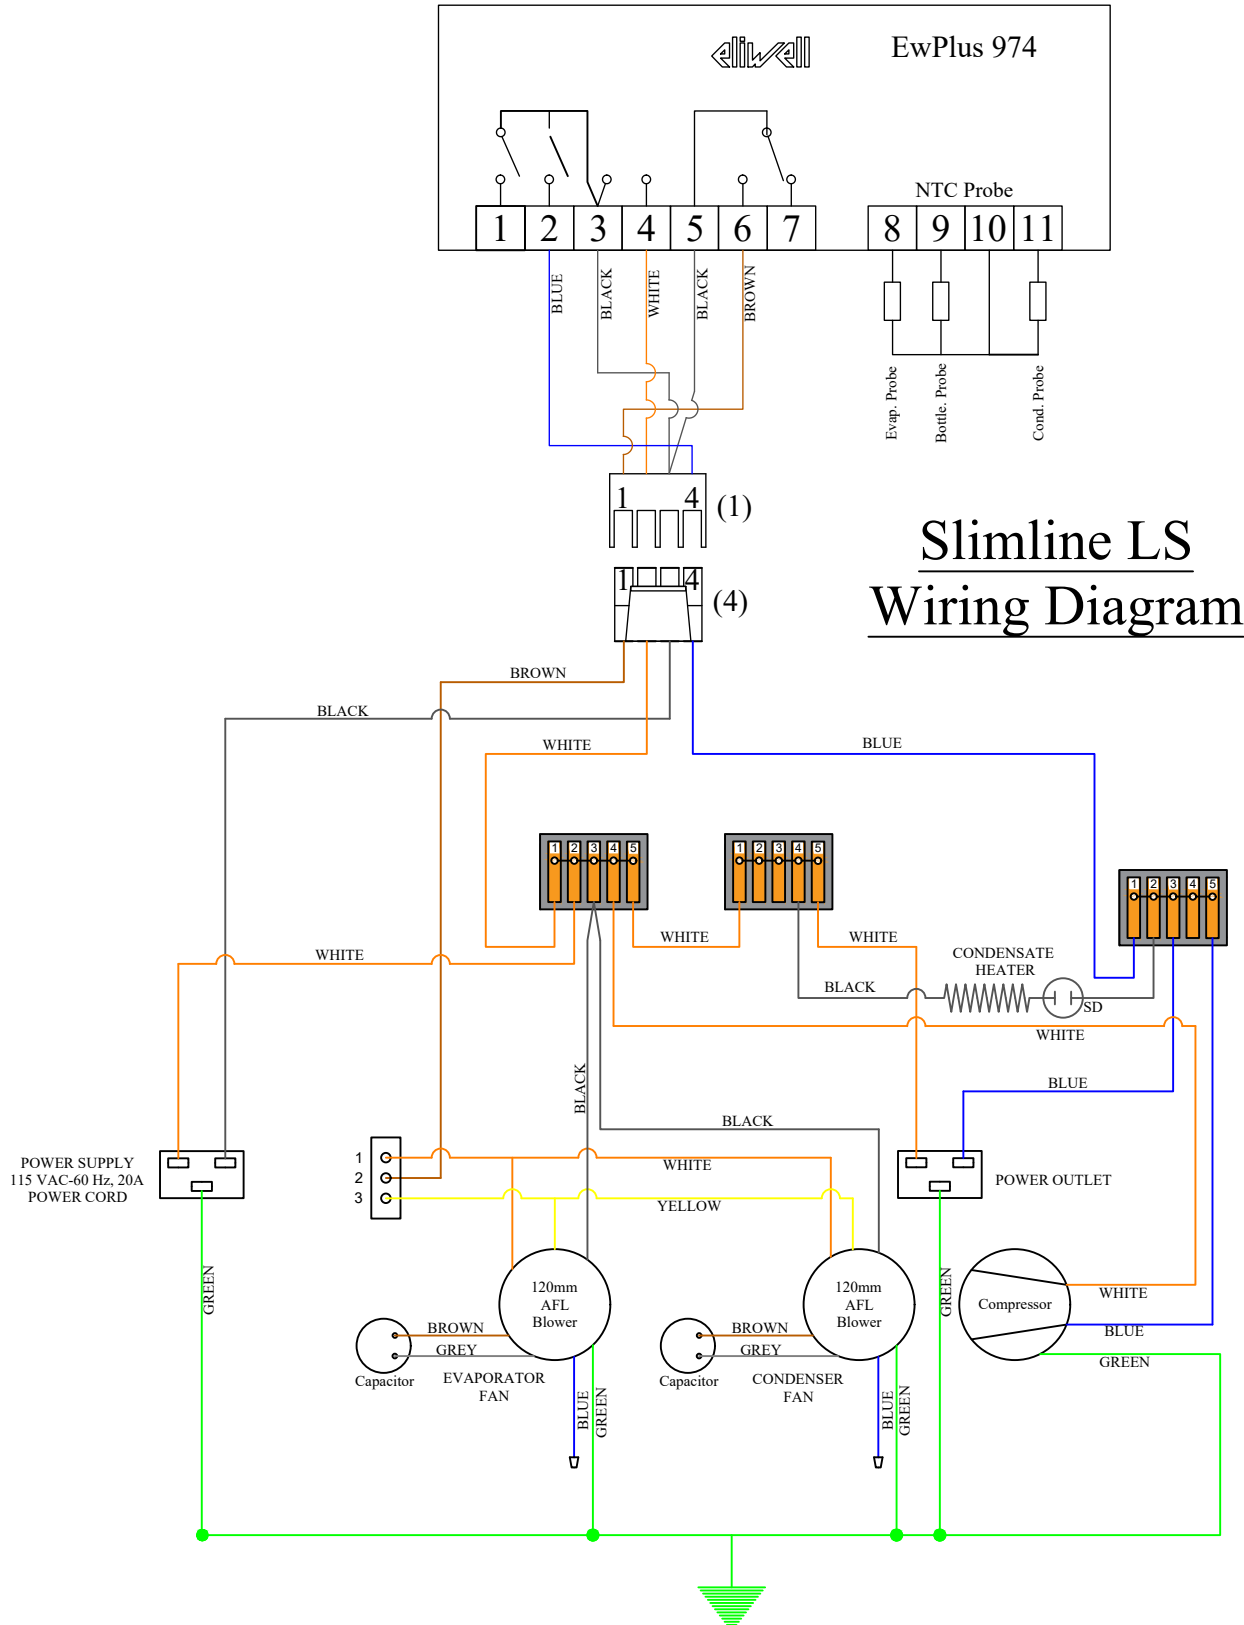 eliwell
EwPlus 974
NTC Probe
1 2 3 4 5 6 7
8 9 10 11
BLUE
BLACK
WHITE
BLACK
BROWN
Evap. Probe
Bottle. Probe
Cond. Probe
1 4
(1)
1 4
(4)
Slimline LS
Wiring Diagram
BROWN
BLACK
WHITE
BLUE
1 2 3 4 5
1 2 3 4 5
1 2 3 4 5
WHITE
WHITE
WHITE
CONDENSATE
HEATER
BLACK
SD
WHITE
BLACK
BLUE
BLACK
POWER SUPPLY
115 VAC-60 Hz, 20A
POWER CORD
1
2
3
WHITE
YELLOW
POWER OUTLET
GREEN
GREEN
120mm
AFL
Blower
120mm
AFL
Blower
Compressor
WHITE
BLUE
GREEN
BROWN
GREY
Capacitor
EVAPORATOR
FAN
BROWN
GREY
Capacitor
CONDENSER
FAN
BLUE
GREEN
BLUE
GREEN